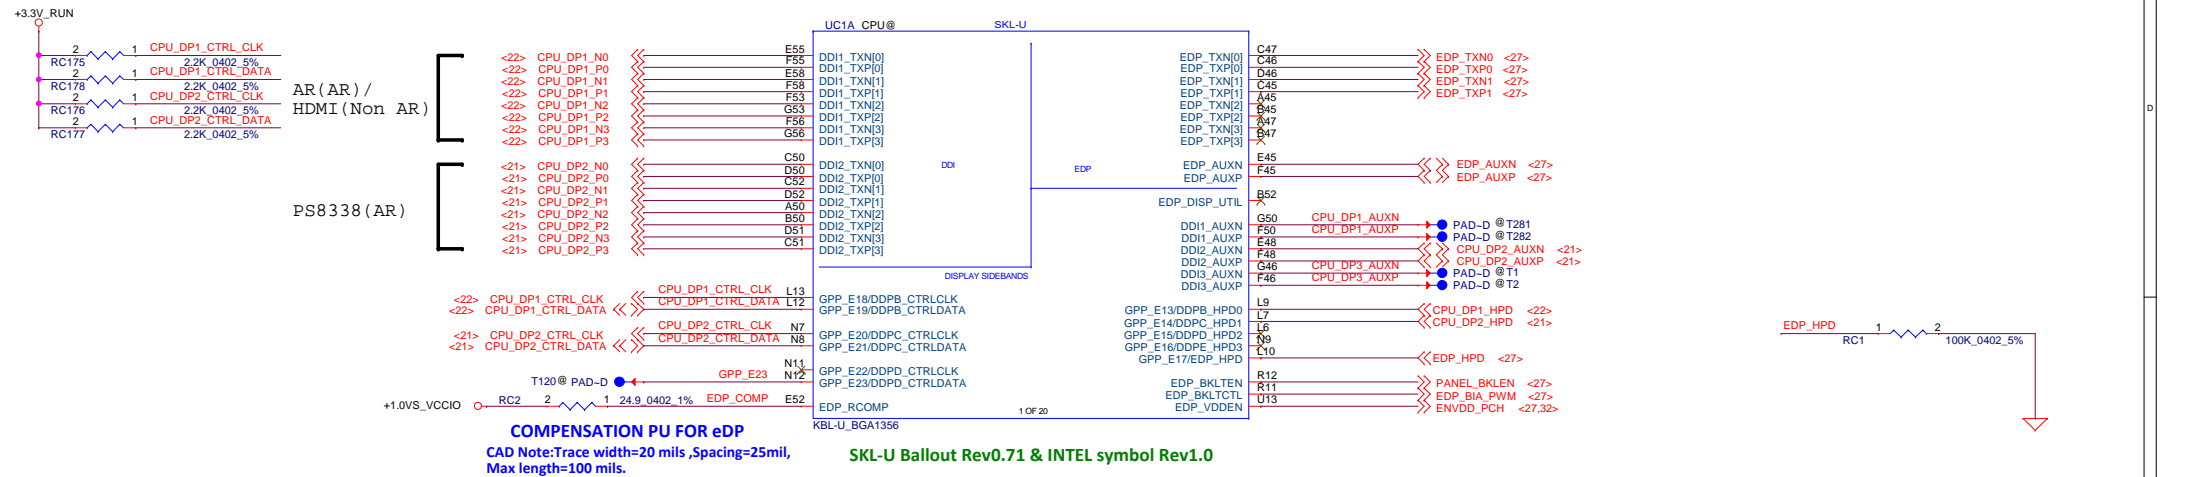 +3.3V_RUN
2 1 CPU_DP1_CTRL_CLK
RC175 2.2K_0402_5%
2 1 CPU_DP1_CTRL_DATA
RC178 2.2K_0402_5%
2 1 CPU_DP2_CTRL_CLK
RC176 2.2K_0402_5%
2 1 CPU_DP2_CTRL_DATA
RC177 2.2K_0402_5%
AR(AR)/
HDMI(Non AR)
PS8338(AR)
UC1A CPU@ SKL-U
<22> CPU_DP1_N0 E55 DDI1_TXN[0]
<22> CPU_DP1_P0 F55 DDI1_TXP[0]
<22> CPU_DP1_N1 E58 DDI1_TXN[1]
<22> CPU_DP1_P1 F58 DDI1_TXP[1]
<22> CPU_DP1_N2 F53 DDI1_TXN[2]
<22> CPU_DP1_P2 G53 DDI1_TXP[2]
<22> CPU_DP1_N3 F56 DDI1_TXN[3]
<22> CPU_DP1_P3 G56 DDI1_TXP[3]
<21> CPU_DP2_N0 C50 DDI2_TXN[0]
<21> CPU_DP2_P0 D50 DDI2_TXP[0]
<21> CPU_DP2_N1 C52 DDI2_TXN[1]
<21> CPU_DP2_P1 D52 DDI2_TXP[1]
<21> CPU_DP2_N2 A50 DDI2_TXN[2]
<21> CPU_DP2_P2 B50 DDI2_TXP[2]
<21> CPU_DP2_N3 D51 DDI2_TXN[3]
<21> CPU_DP2_P3 C51 DDI2_TXP[3]
DDI
EDP
DISPLAY SIDEBANDS
<22> CPU_DP1_CTRL_CLK CPU_DP1_CTRL_CLK L13 GPP_E18/DDPB_CTRLCLK
<22> CPU_DP1_CTRL_DATA CPU_DP1_CTRL_DATA L12 GPP_E19/DDPB_CTRLDATA
<21> CPU_DP2_CTRL_CLK CPU_DP2_CTRL_CLK N7 GPP_E20/DDPC_CTRLCLK
<21> CPU_DP2_CTRL_DATA CPU_DP2_CTRL_DATA N8 GPP_E21/DDPC_CTRLDATA
N11 GPP_E22/DDPD_CTRLCLK
T120@ PAD~D GPP_E23 N12 GPP_E23/DDPD_CTRLDATA
+1.0VS_VCCIO RC2 2 1 24.9_0402_1% EDP_COMP E52 EDP_RCOMP
1 OF 20
KBL-U_BGA1356
EDP_TXN[0] C47 EDP_TXN0 <27>
EDP_TXP[0] C46 EDP_TXP0 <27>
EDP_TXN[1] D46 EDP_TXN1 <27>
EDP_TXP[1] C45 EDP_TXP1 <27>
EDP_TXN[2] A45
EDP_TXP[2] B45
EDP_TXN[3] A47
EDP_TXP[3] B47
EDP_AUXN E45 EDP_AUXN <27>
EDP_AUXP F45 EDP_AUXP <27>
EDP_DISP_UTIL B52
DDI1_AUXN G50 CPU_DP1_AUXN PAD~D @T281
DDI1_AUXP F50 CPU_DP1_AUXP PAD~D @T282
DDI2_AUXN E48 CPU_DP2_AUXN <21>
DDI2_AUXP F48 CPU_DP2_AUXP <21>
DDI3_AUXN G46 CPU_DP3_AUXN PAD~D @T1
DDI3_AUXP F46 CPU_DP3_AUXP PAD~D @T2
GPP_E13/DDPB_HPD0 L9 CPU_DP1_HPD <22>
GPP_E14/DDPC_HPD1 L7 CPU_DP2_HPD <21>
GPP_E15/DDPD_HPD2 L6
GPP_E16/DDPE_HPD3 N9
GPP_E17/EDP_HPD L10 EDP_HPD <27>
EDP_BKLTEN R12 PANEL_BKLEN <27>
EDP_BKLTCTL R11 EDP_BIA_PWM <27>
EDP_VDDEN U13 ENVDD_PCH <27,32>
EDP_HPD 1 2
RC1 100K_0402_5%
D
COMPENSATION PU FOR eDP
CAD Note:Trace width=20 mils ,Spacing=25mil,
Max length=100 mils.
SKL-U Ballout Rev0.71 & INTEL symbol Rev1.0